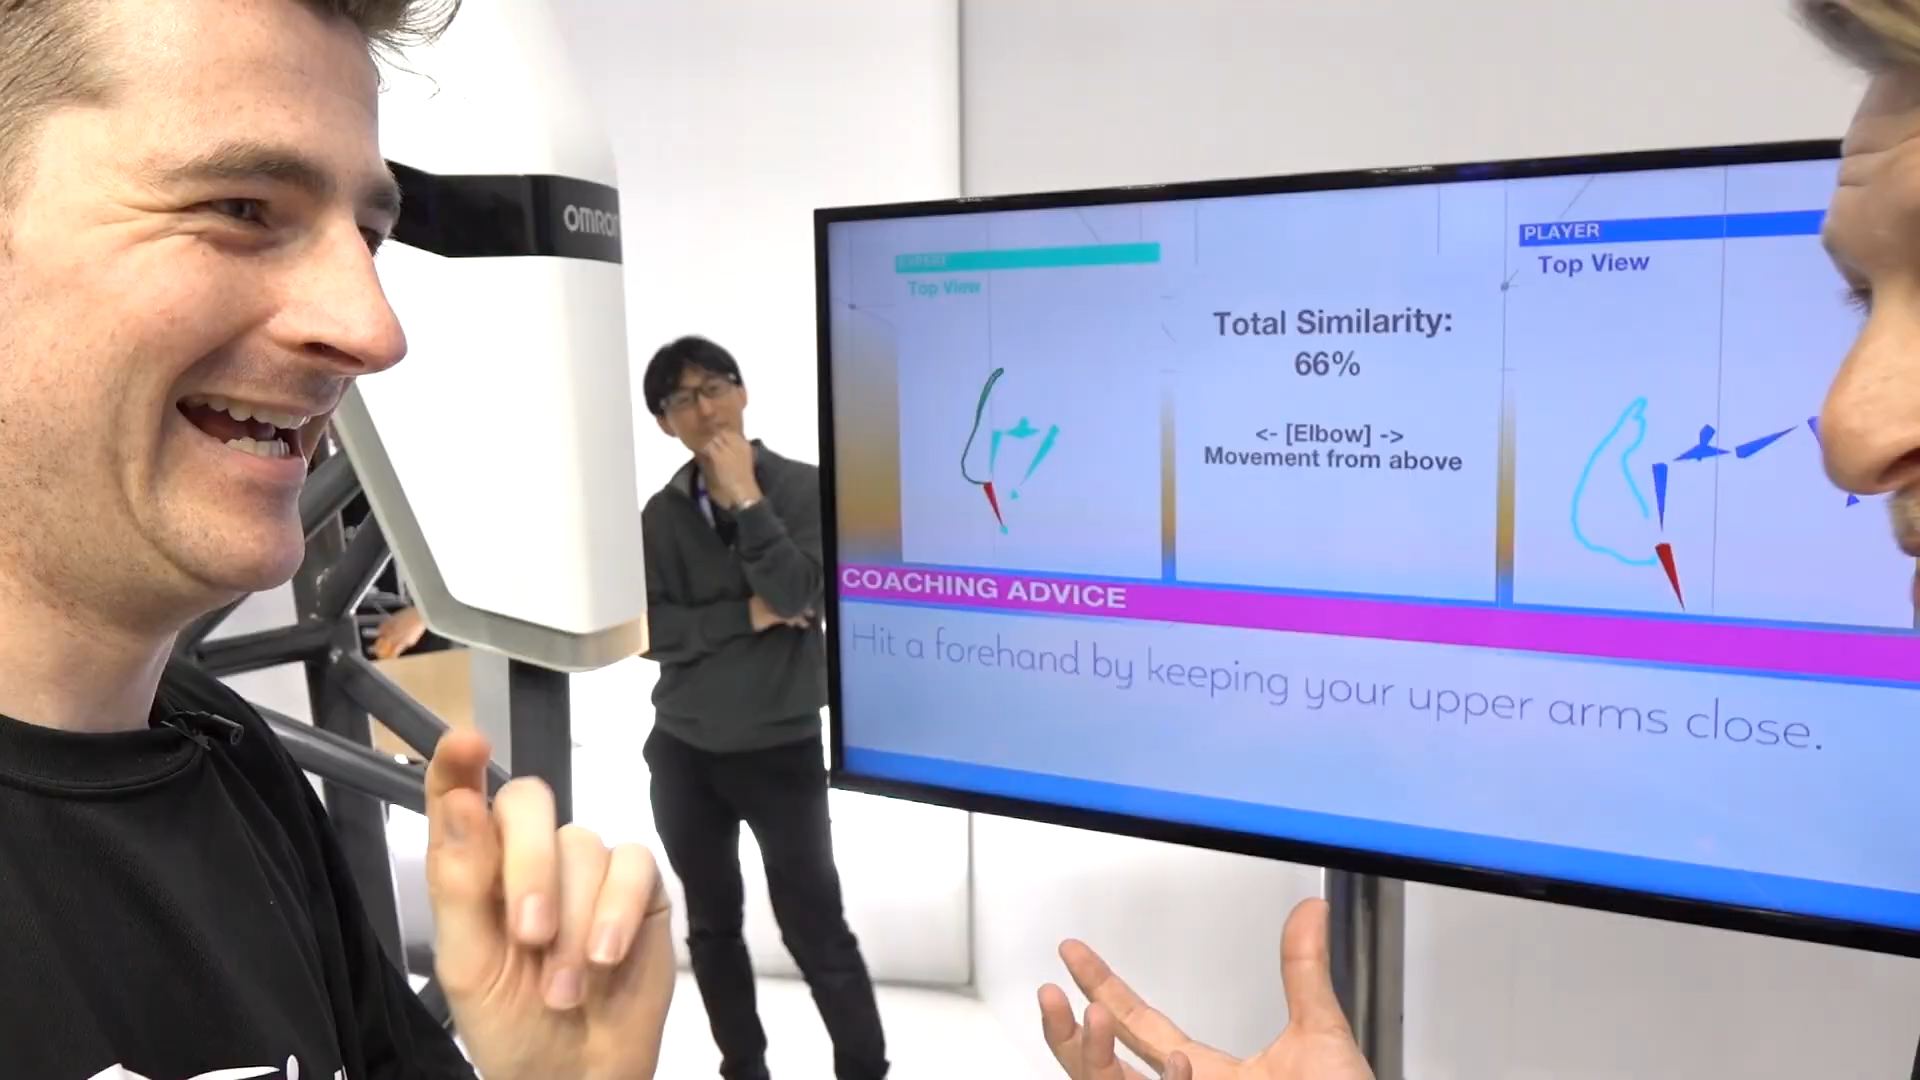 OMRON
EXPERT
Top View
Total Similarity:
66%
<- [Elbow] ->
Movement from above
PLAYER
Top View
COACHING ADVICE
Hit a forehand by keeping your upper arms close.